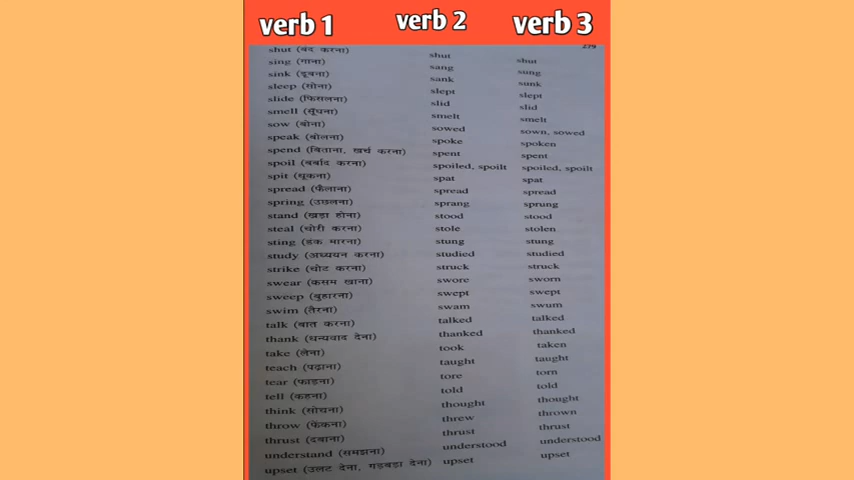 verb 1 verb 2 verb 3
279
shut (बंद करना) shut shut
sing (गाना) sang sung
sink (डूबना) sank sunk
sleep (सोना) slept slept
slide (फिसलना) slid slid
smell (सूँघना) smelt smelt
sow (बोना) sowed sown, sowed
speak (बोलना) spoke spoken
spend (बिताना, खर्च करना) spent spent
spoil (बर्बाद करना) spoiled, spoilt spoiled, spoilt
spit (थूकना) spat spat
spread (फैलाना) spread spread
spring (उछलना) sprang sprung
stand (खड़ा होना) stood stood
steal (चोरी करना) stole stolen
sting (डंक मारना) stung stung
study (अध्ययन करना) studied studied
strike (चोट करना) struck struck
swear (कसम खाना) swore sworn
sweep (बुहारना) swept swept
swim (तैरना) swam swum
talk (बात करना) talked talked
thank (धन्यवाद देना) thanked thanked
take (लेना) took taken
teach (पढ़ाना) taught taught
tear (फाड़ना) tore torn
tell (कहना) told told
think (सोचना) thought thought
throw (फेंकना) threw thrown
thrust (दबाना) thrust thrust
understand (समझना) understood understood
upset (उलट देना, गड़बड़ा देना) upset upset